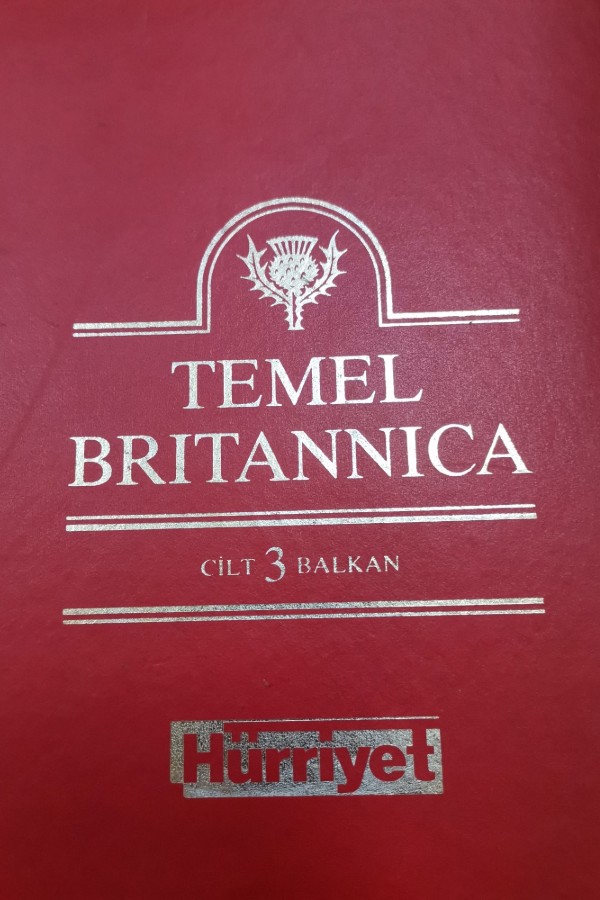 TEMEL
BRITANNICA
CİLT 3 BALKAN
Hürriyet